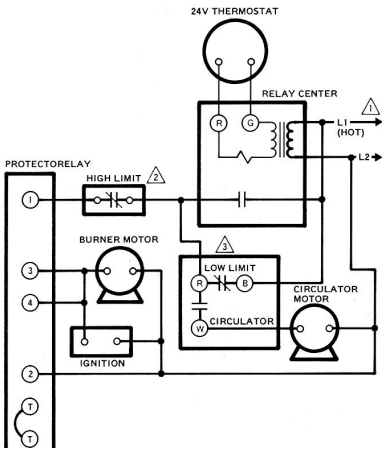 24V THERMOSTAT
RELAY CENTER
R
G
L1
(HOT)
1
L2
PROTECTORELAY
HIGH LIMIT
2
1
BURNER MOTOR
3
LOW LIMIT
R
B
CIRCULATOR
MOTOR
3
4
W
CIRCULATOR
IGNITION
2
T
T